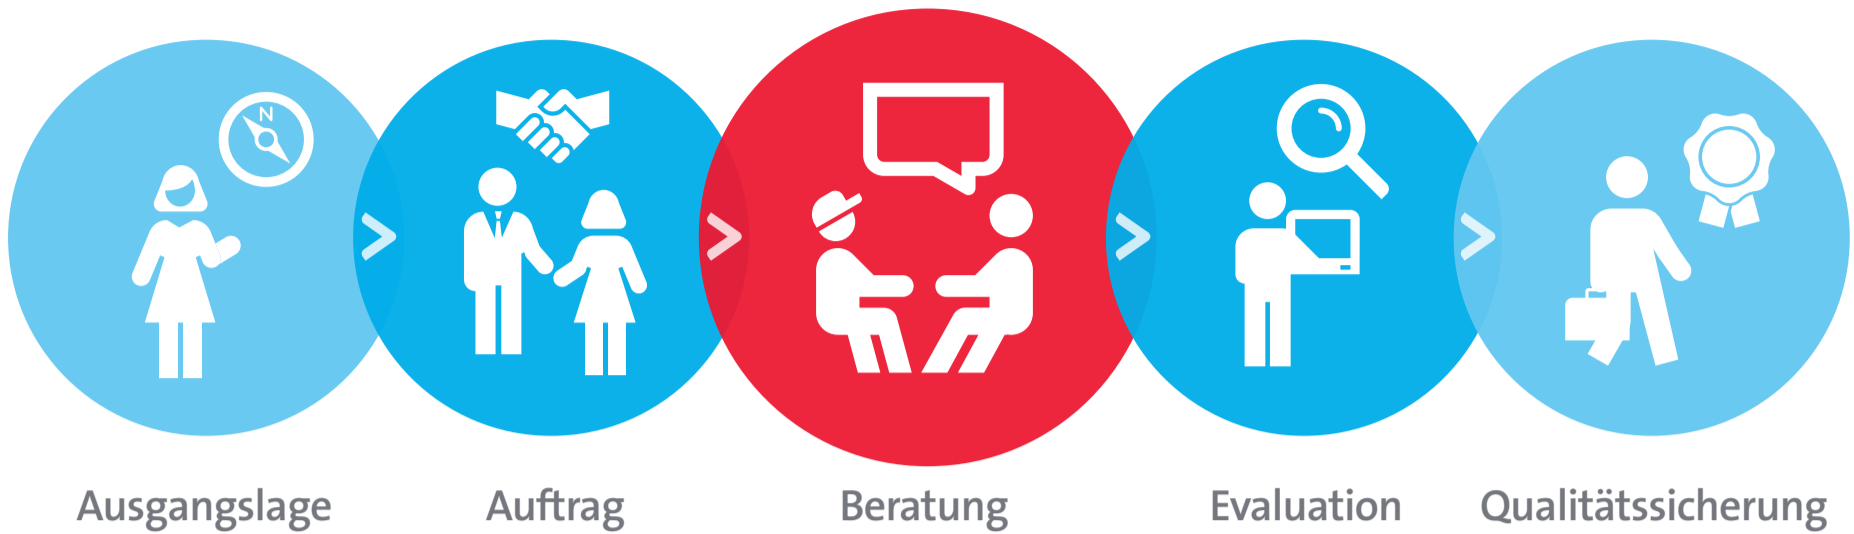 N
> > > >
Ausgangslage Auftrag Beratung Evaluation Qualitätssicherung